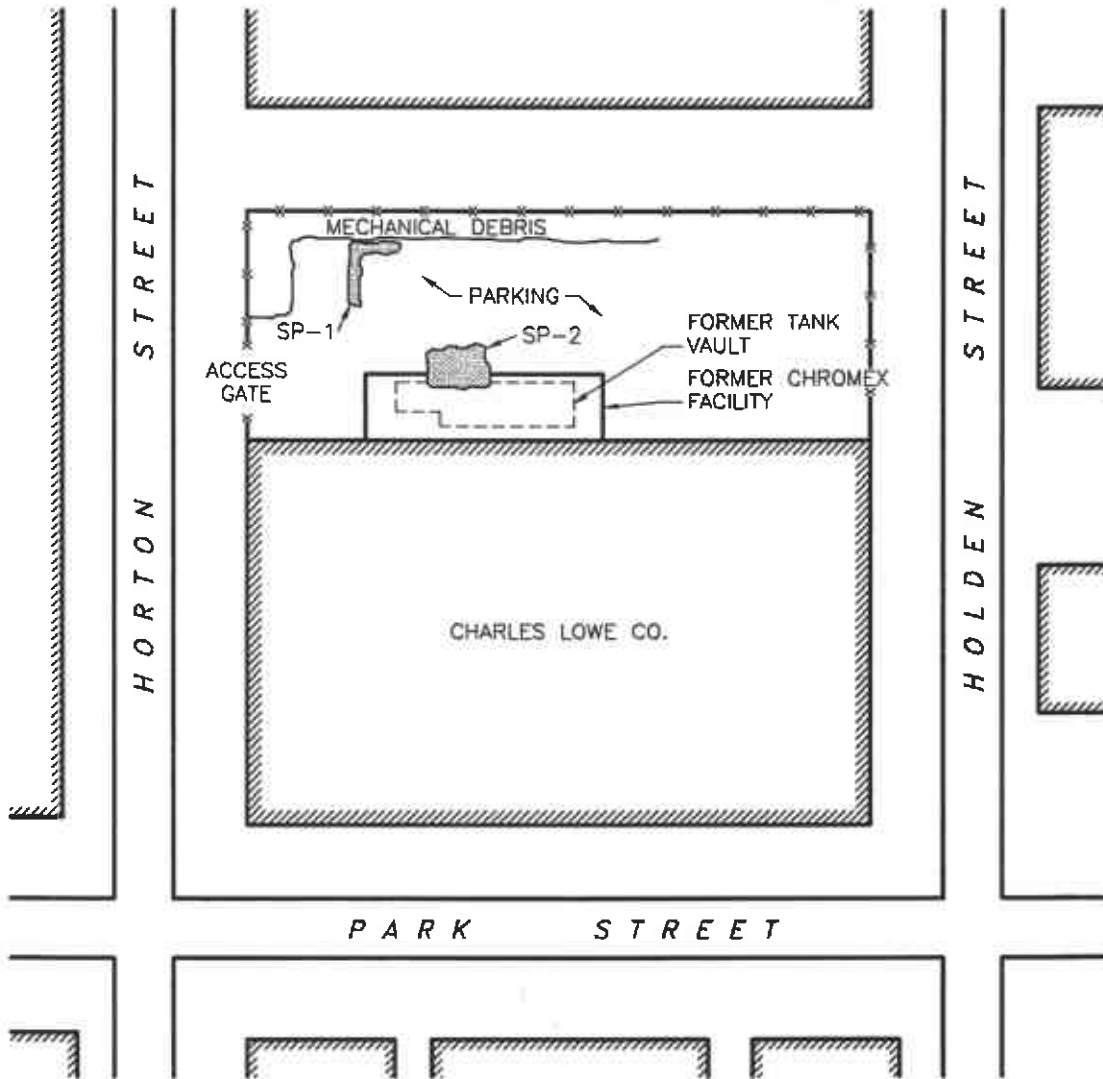 HORTON STREET
HOLDEN STREET
MECHANICAL DEBRIS
PARKING
SP-1
SP-2
FORMER TANK
VAULT
FORMER CHROMEX
FACILITY
ACCESS
GATE
CHARLES LOWE CO.
PARK STREET